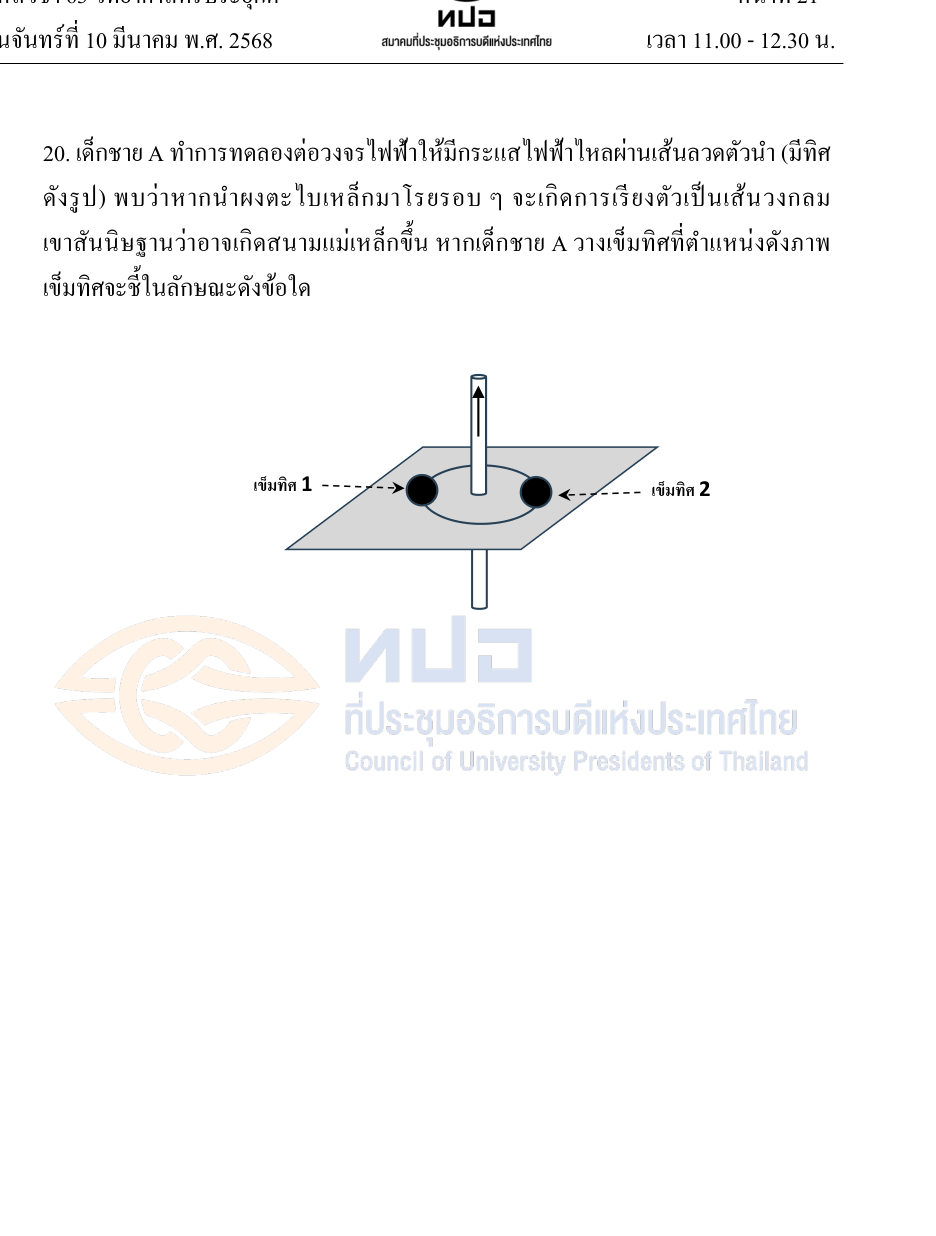 ทปอ
นจันทร์ที่ 10 มีนาคม พ.ศ. 2568
สมาคมที่ประชุมอธิการบดีแห่งประเทศไทย
เวลา 11.00 - 12.30 น.
20. เด็กชาย A ทำการทดลองต่อวงจรไฟฟ้าให้มีกระแสไฟฟ้าไหลผ่านเส้นลวดตัวนำ (มีทิศ
ดังรูป) พบว่าหากนำผงตะไบเหล็กมาโรยรอบ ๆ จะเกิดการเรียงตัวเป็นเส้นวงกลม
เขาสันนิษฐานว่าอาจเกิดสนามแม่เหล็กขึ้น หากเด็กชาย A วางเข็มทิศที่ตำแหน่งดังภาพ
เข็มทิศจะชี้ในลักษณะดังข้อใด
เข็มทิศ 1
เข็มทิศ 2
ทปอ
ที่ประชุมอธิการบดีแห่งประเทศไทย
Council of University Presidents of Thailand